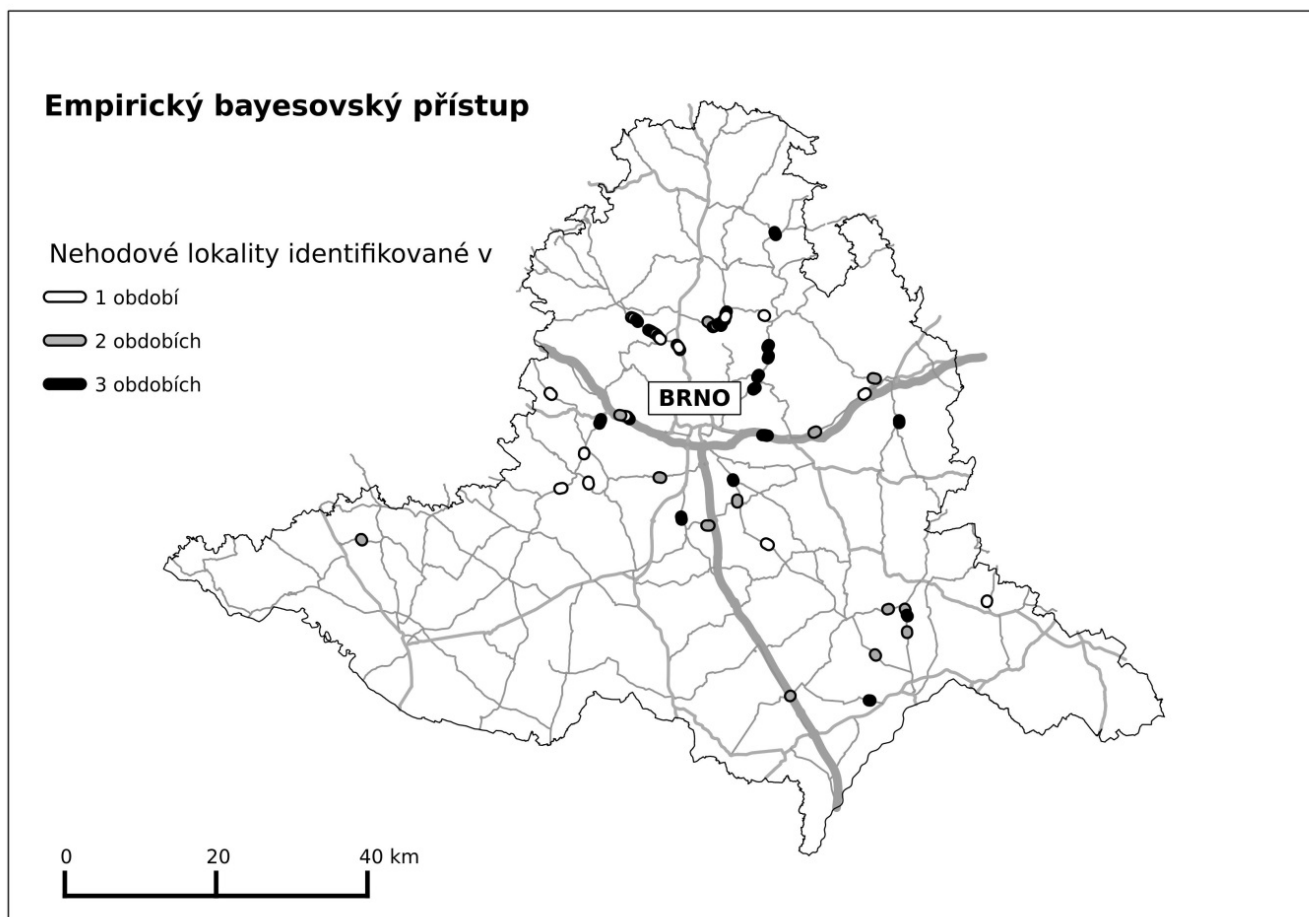 Empirický bayesovský přístup
Nehodové lokality identifikované v
1 období
2 obdobích
3 obdobích
BRNO
0 20 40 km